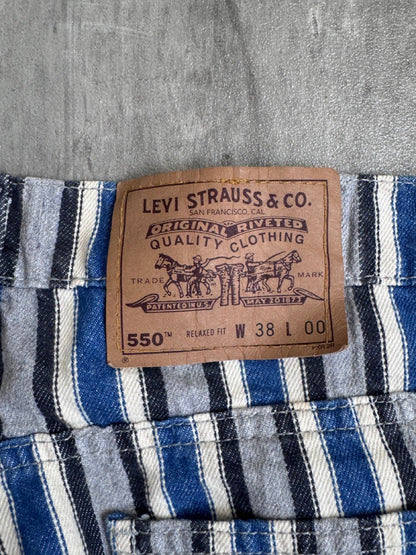 LEVI STRAUSS & CO.
SAN FRANCISCO, CAL.
ORIGINAL RIVETED
QUALITY CLOTHING
TRADE MARK
PATENTED IN U.S. MAY 20 1873
550™ RELAXED FIT W 38 L 00
®